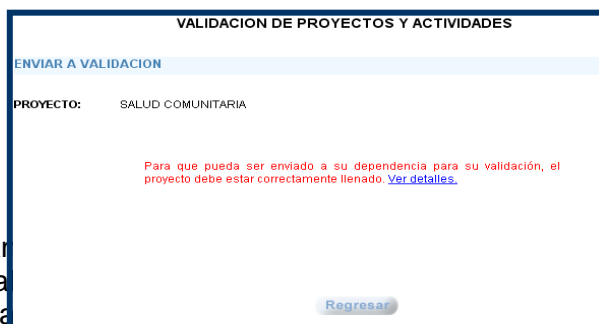 VALIDACION DE PROYECTOS Y ACTIVIDADES
ENVIAR A VALIDACION
PROYECTO: SALUD COMUNITARIA
Para que pueda ser enviado a su dependencia para su validación, el
proyecto debe estar correctamente llenado. Ver detalles.
Regresar